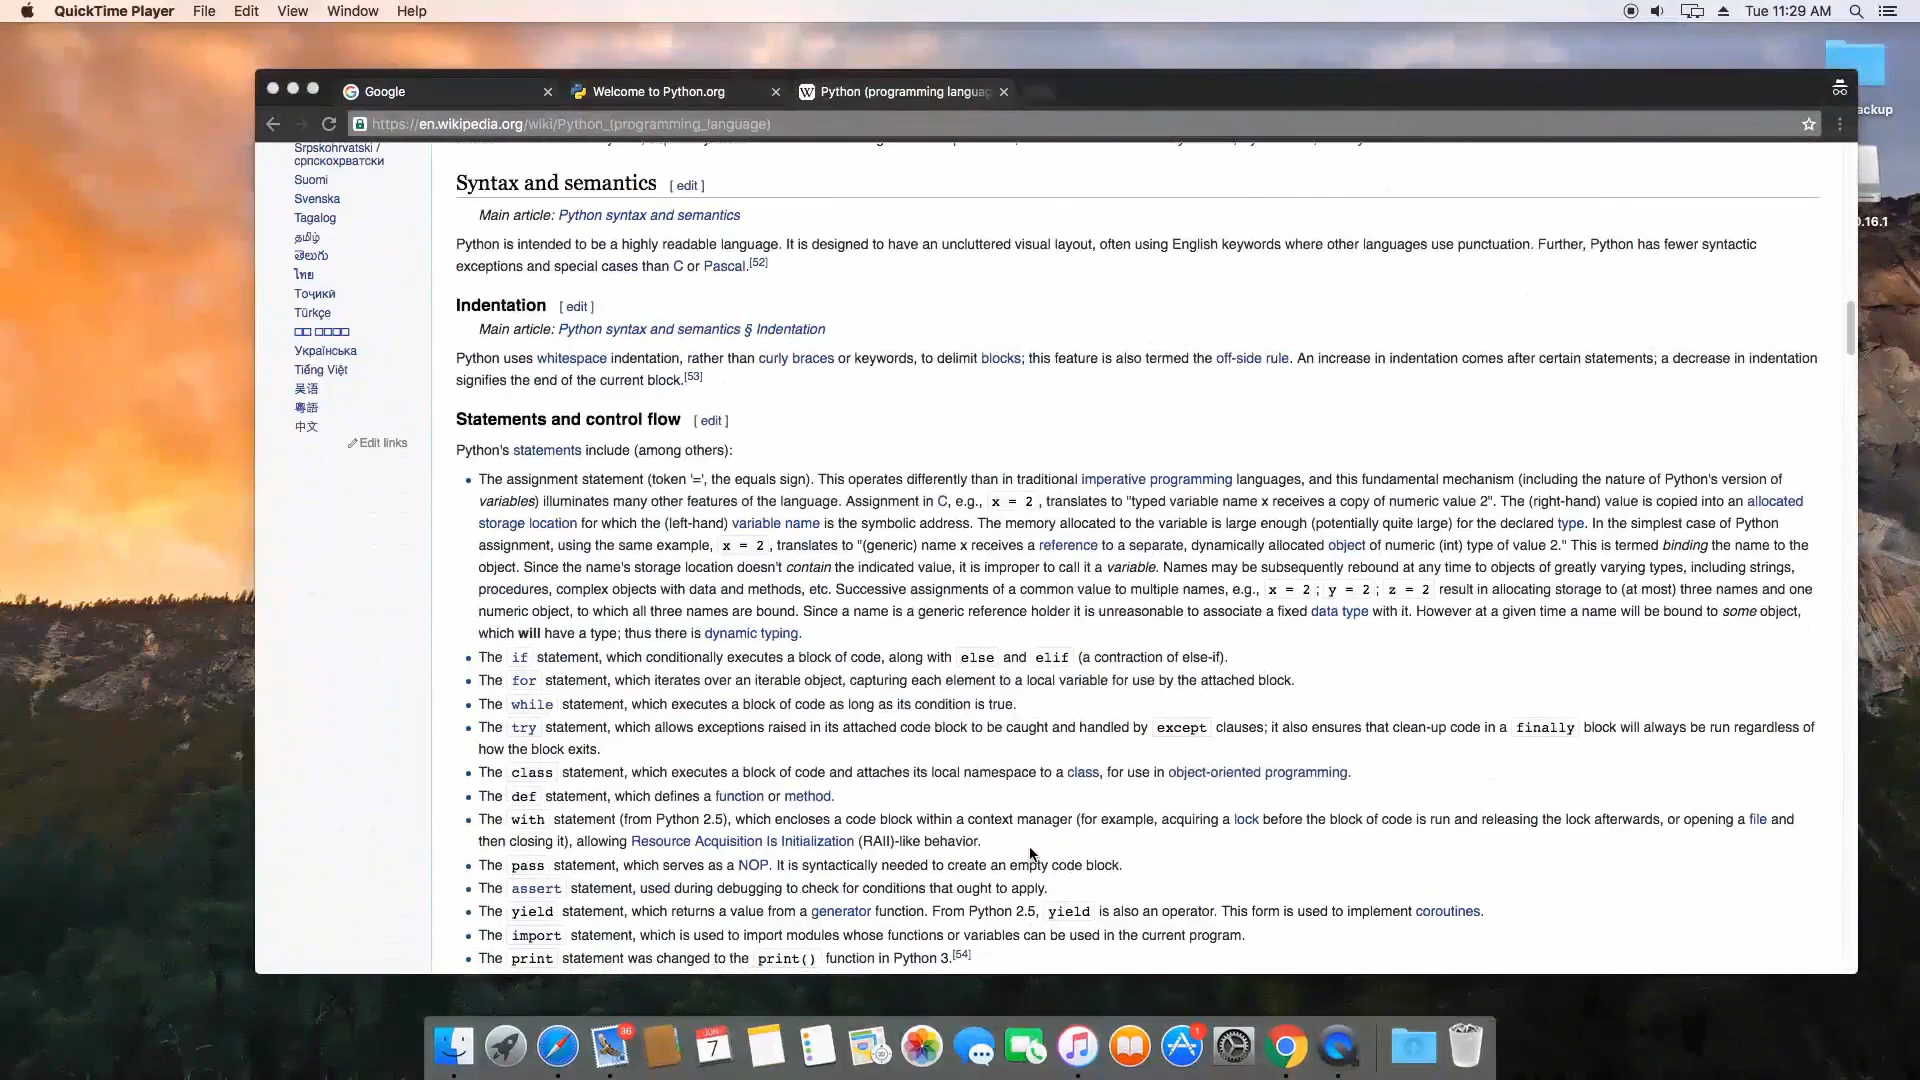 QuickTime Player File Edit View Window Help Tue 11:29 AM
Google Welcome to Python.org Python (programming langua
https://en.wikipedia.org/wiki/Python_(programming_language)
ackup
0.16.1
Srpskohrvatski /
српскохрватски
Suomi
Svenska
Tagalog
தமிழ்
తెలుగు
ไทย
Тоҷикӣ
Türkçe
Українська
Tiếng Việt
吴语
粵語
中文
Edit links
Syntax and semantics [ edit ]
Main article: Python syntax and semantics
Python is intended to be a highly readable language. It is designed to have an uncluttered visual layout, often using English keywords where other languages use punctuation. Further, Python has fewer syntactic
exceptions and special cases than C or Pascal.[52]
Indentation [ edit ]
Main article: Python syntax and semantics § Indentation
Python uses whitespace indentation, rather than curly braces or keywords, to delimit blocks; this feature is also termed the off-side rule. An increase in indentation comes after certain statements; a decrease in indentation
signifies the end of the current block.[53]
Statements and control flow [ edit ]
Python's statements include (among others):
• The assignment statement (token '=', the equals sign). This operates differently than in traditional imperative programming languages, and this fundamental mechanism (including the nature of Python's version of
variables) illuminates many other features of the language. Assignment in C, e.g., x = 2 , translates to "typed variable name x receives a copy of numeric value 2". The (right-hand) value is copied into an allocated
storage location for which the (left-hand) variable name is the symbolic address. The memory allocated to the variable is large enough (potentially quite large) for the declared type. In the simplest case of Python
assignment, using the same example, x = 2 , translates to "(generic) name x receives a reference to a separate, dynamically allocated object of numeric (int) type of value 2." This is termed binding the name to the
object. Since the name's storage location doesn't contain the indicated value, it is improper to call it a variable. Names may be subsequently rebound at any time to objects of greatly varying types, including strings,
procedures, complex objects with data and methods, etc. Successive assignments of a common value to multiple names, e.g., x = 2 ; y = 2 ; z = 2 result in allocating storage to (at most) three names and one
numeric object, to which all three names are bound. Since a name is a generic reference holder it is unreasonable to associate a fixed data type with it. However at a given time a name will be bound to some object,
which will have a type; thus there is dynamic typing.
• The if statement, which conditionally executes a block of code, along with else and elif (a contraction of else-if).
• The for statement, which iterates over an iterable object, capturing each element to a local variable for use by the attached block.
• The while statement, which executes a block of code as long as its condition is true.
• The try statement, which allows exceptions raised in its attached code block to be caught and handled by except clauses; it also ensures that clean-up code in a finally block will always be run regardless of
how the block exits.
• The class statement, which executes a block of code and attaches its local namespace to a class, for use in object-oriented programming.
• The def statement, which defines a function or method.
• The with statement (from Python 2.5), which encloses a code block within a context manager (for example, acquiring a lock before the block of code is run and releasing the lock afterwards, or opening a file and
then closing it), allowing Resource Acquisition Is Initialization (RAII)-like behavior.
• The pass statement, which serves as a NOP. It is syntactically needed to create an empty code block.
• The assert statement, used during debugging to check for conditions that ought to apply.
• The yield statement, which returns a value from a generator function. From Python 2.5, yield is also an operator. This form is used to implement coroutines.
• The import statement, which is used to import modules whose functions or variables can be used in the current program.
• The print statement was changed to the print() function in Python 3.[54]
36
JUN
7
1